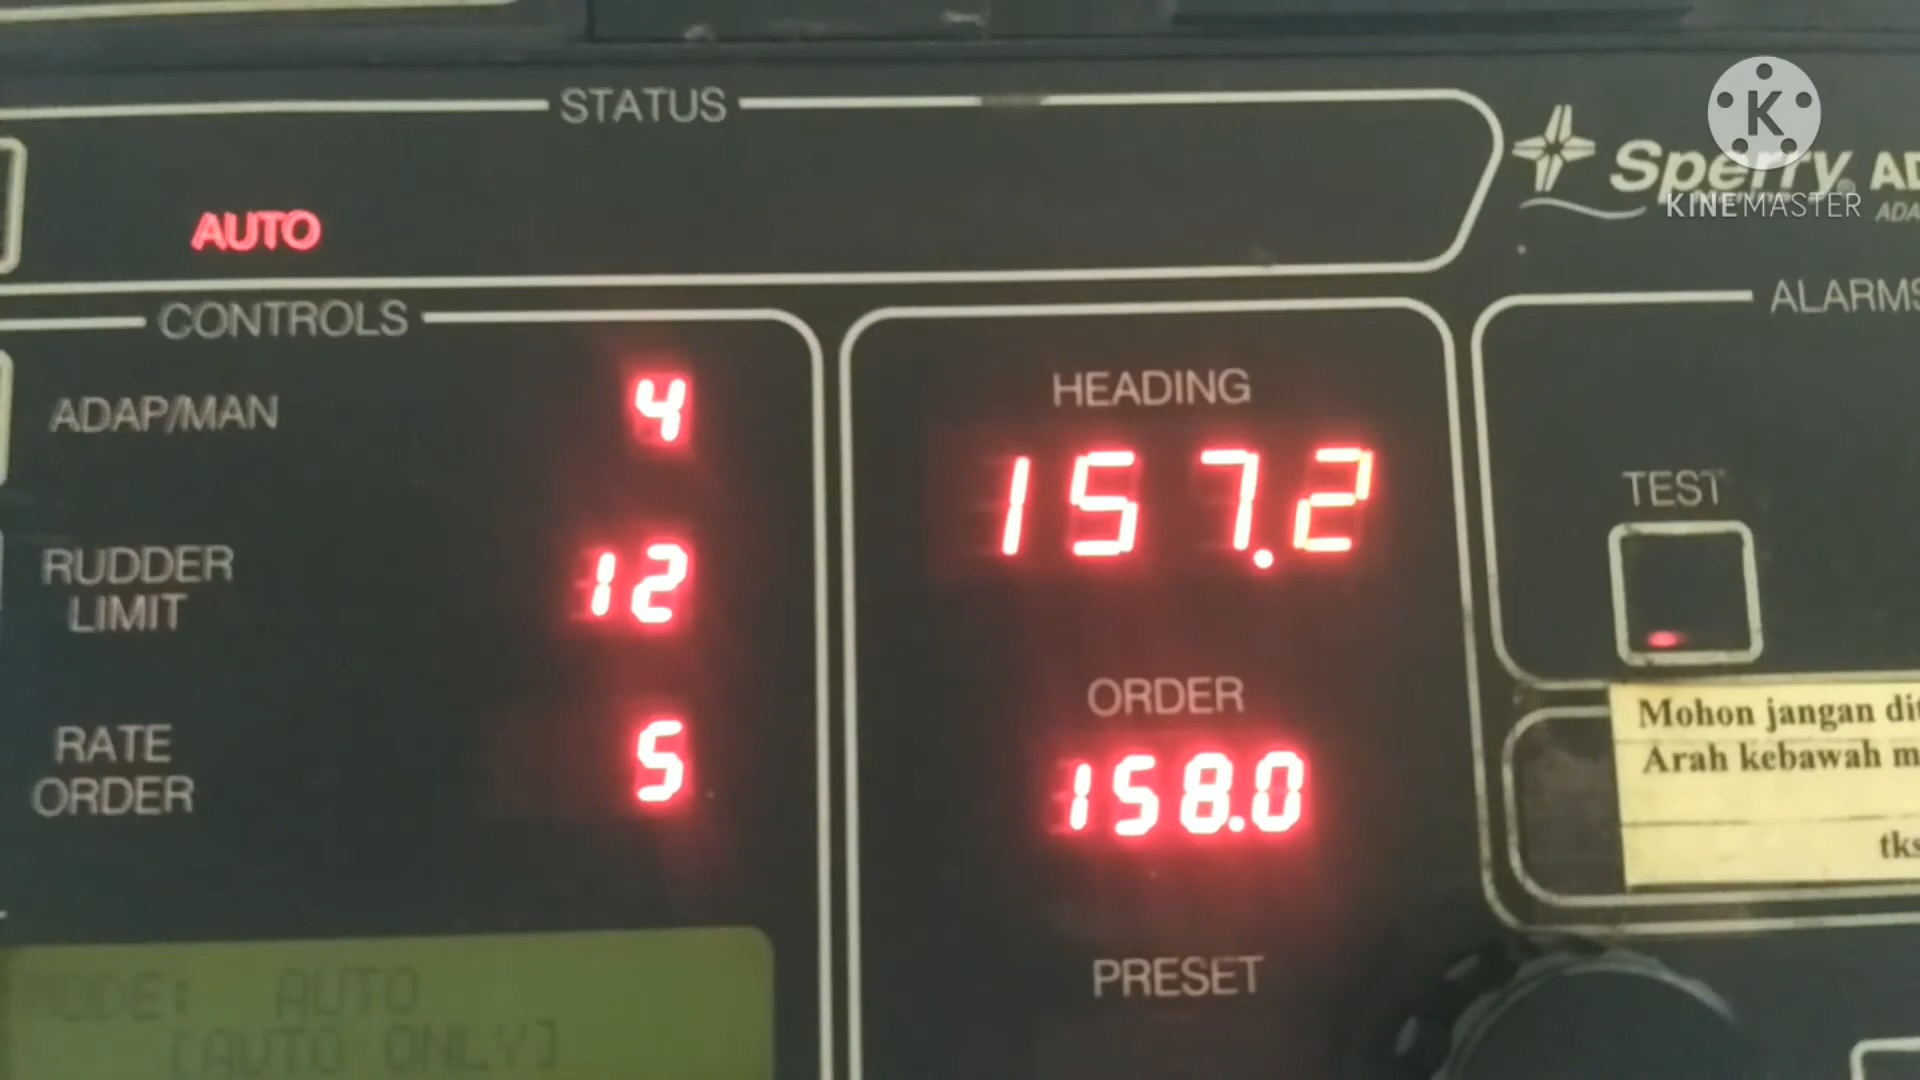 STATUS
Sperry
KINEMASTER
AUTO
CONTROLS
ALARMS
ADAP/MAN 4
HEADING
157.2
TEST
RUDDER
LIMIT
12
ORDER
158.0
RATE
ORDER
5
Mohon jangan
Arah kebawah
tks
PRESET
MODE: AUTO
[AUTO ONLY]